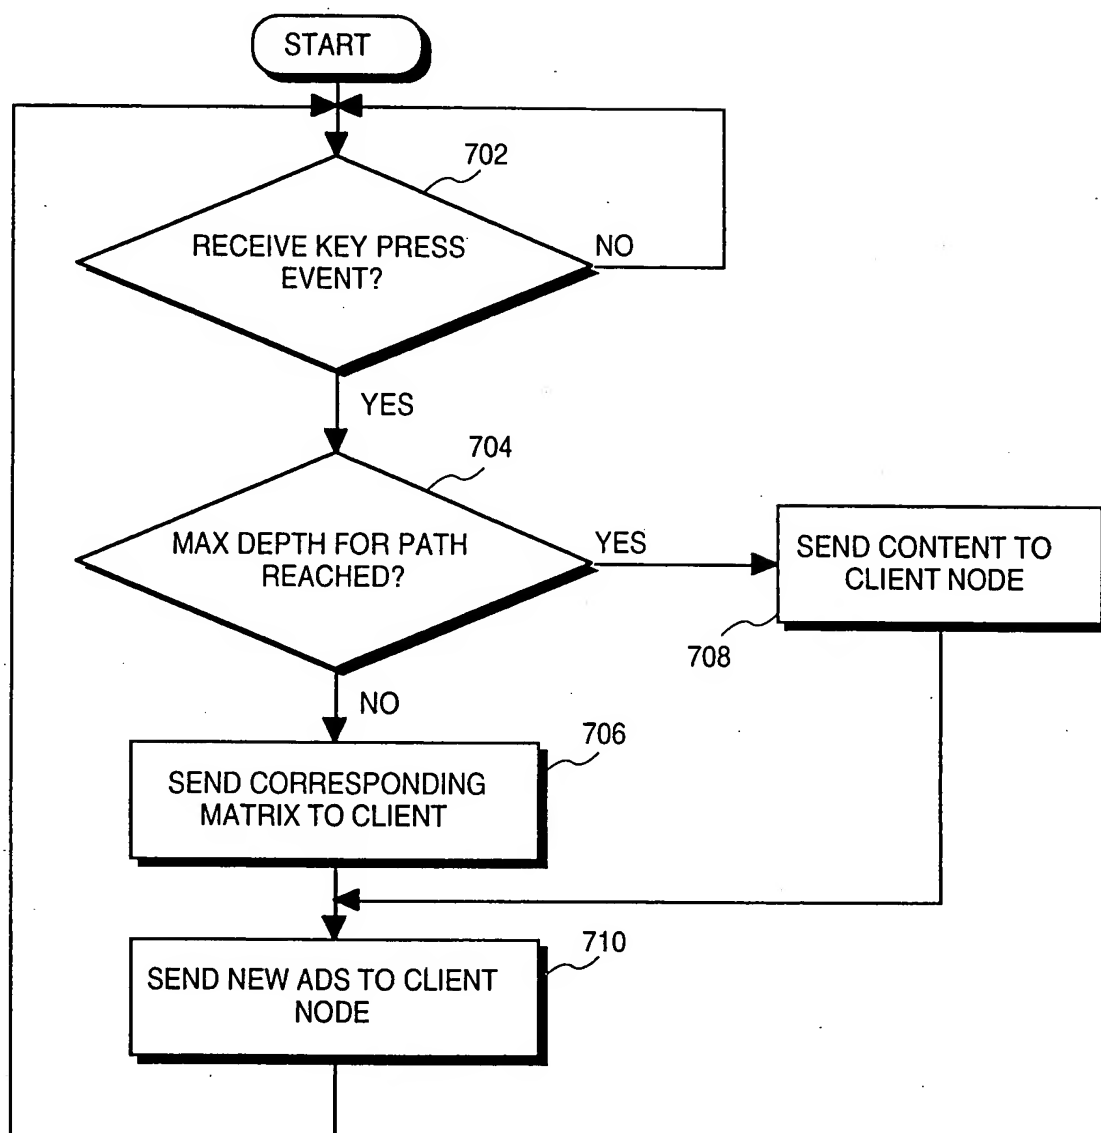 START
702
RECEIVE KEY PRESS
EVENT?
NO
YES
704
MAX DEPTH FOR PATH
REACHED?
YES
SEND CONTENT TO
CLIENT NODE
708
NO
706
SEND CORRESPONDING
MATRIX TO CLIENT
710
SEND NEW ADS TO CLIENT
NODE